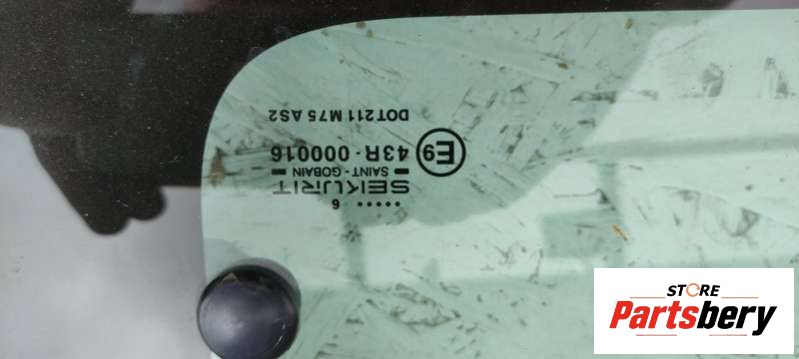 ..... 6
SEKURIT
SAINT - GOBAIN
E9 43R - 000016
DOT211 M75 AS2
STORE
Partsbery